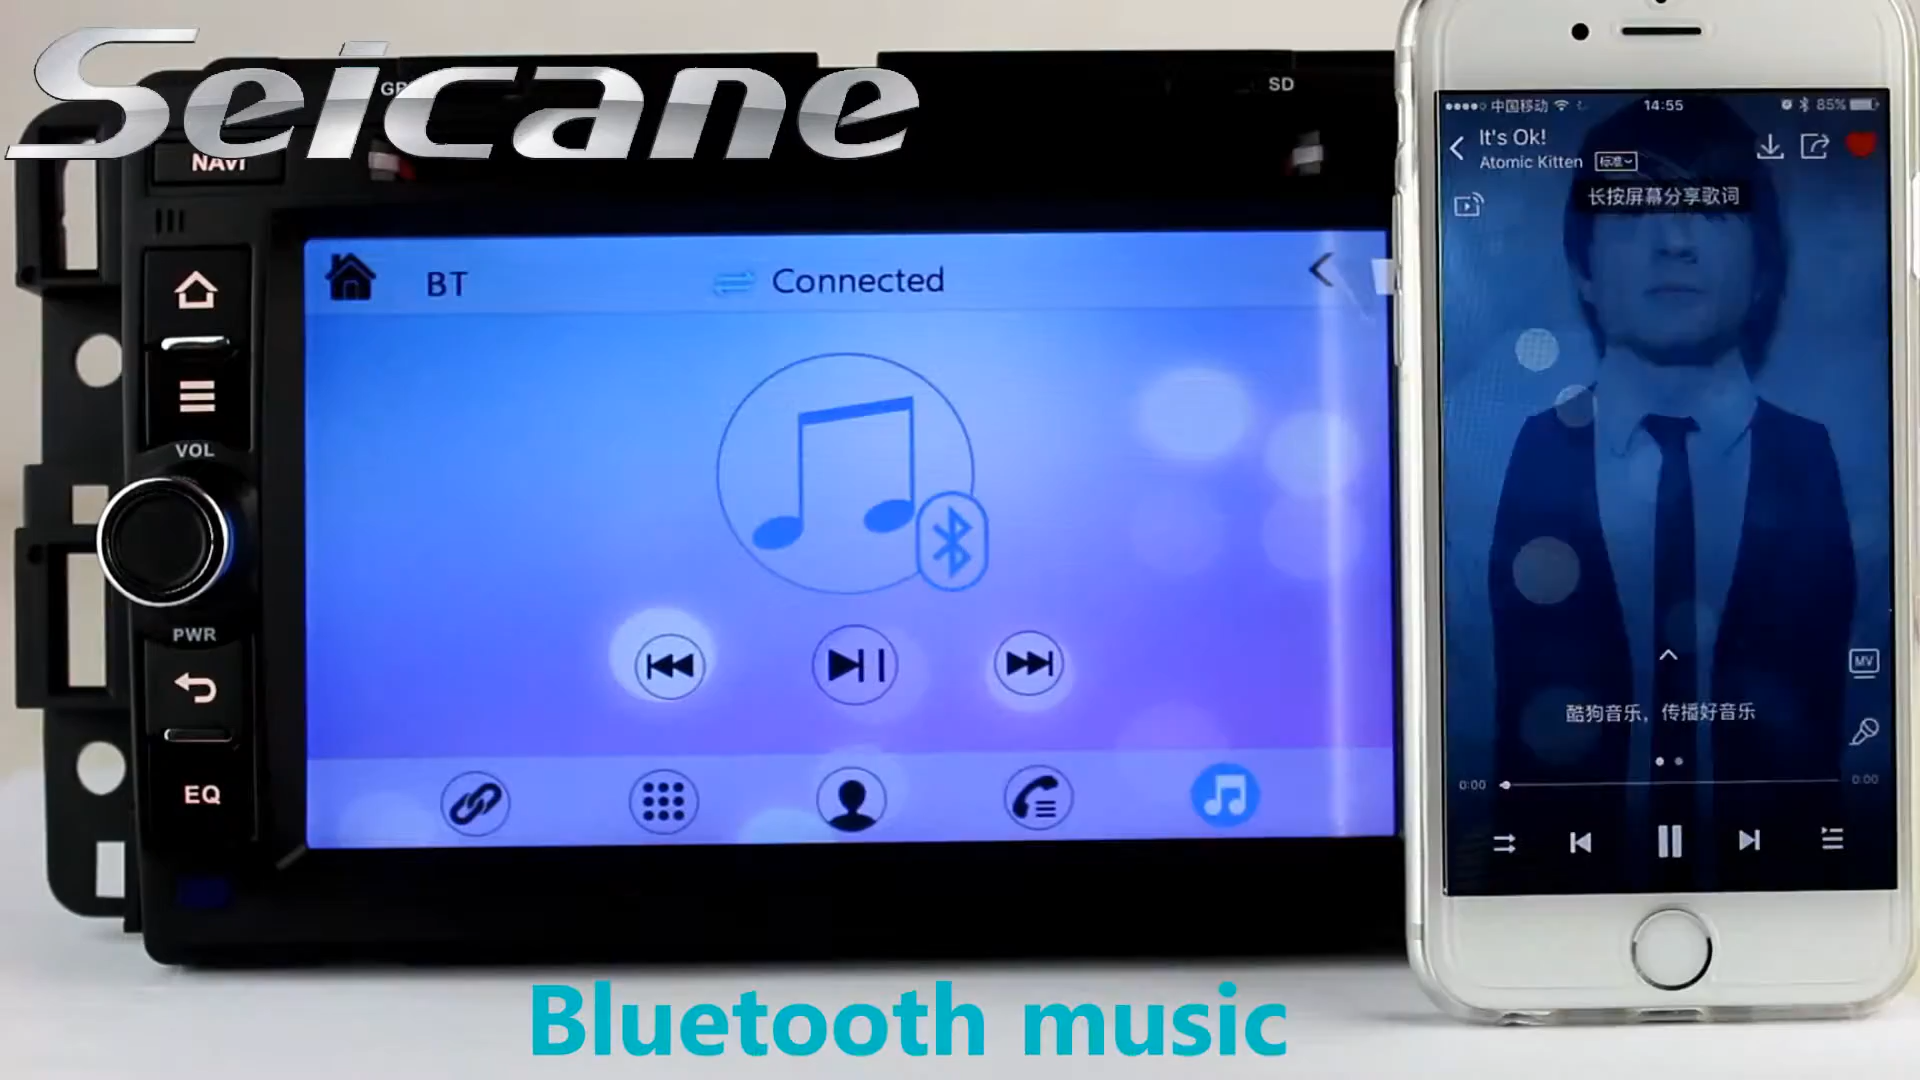 Seicane
GPS
SD
NAVI
BT
Connected
VOL
PWR
EQ
中国移动
14:55
85%
It's Ok!
Atomic Kitten
标准
长按屏幕分享歌词
MV
酷狗音乐，传播好音乐
0:00
0:00
Bluetooth music